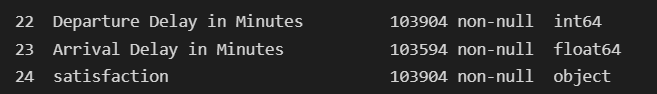 22 Departure Delay in Minutes 103904 non-null int64
23 Arrival Delay in Minutes 103594 non-null float64
24 satisfaction 103904 non-null object